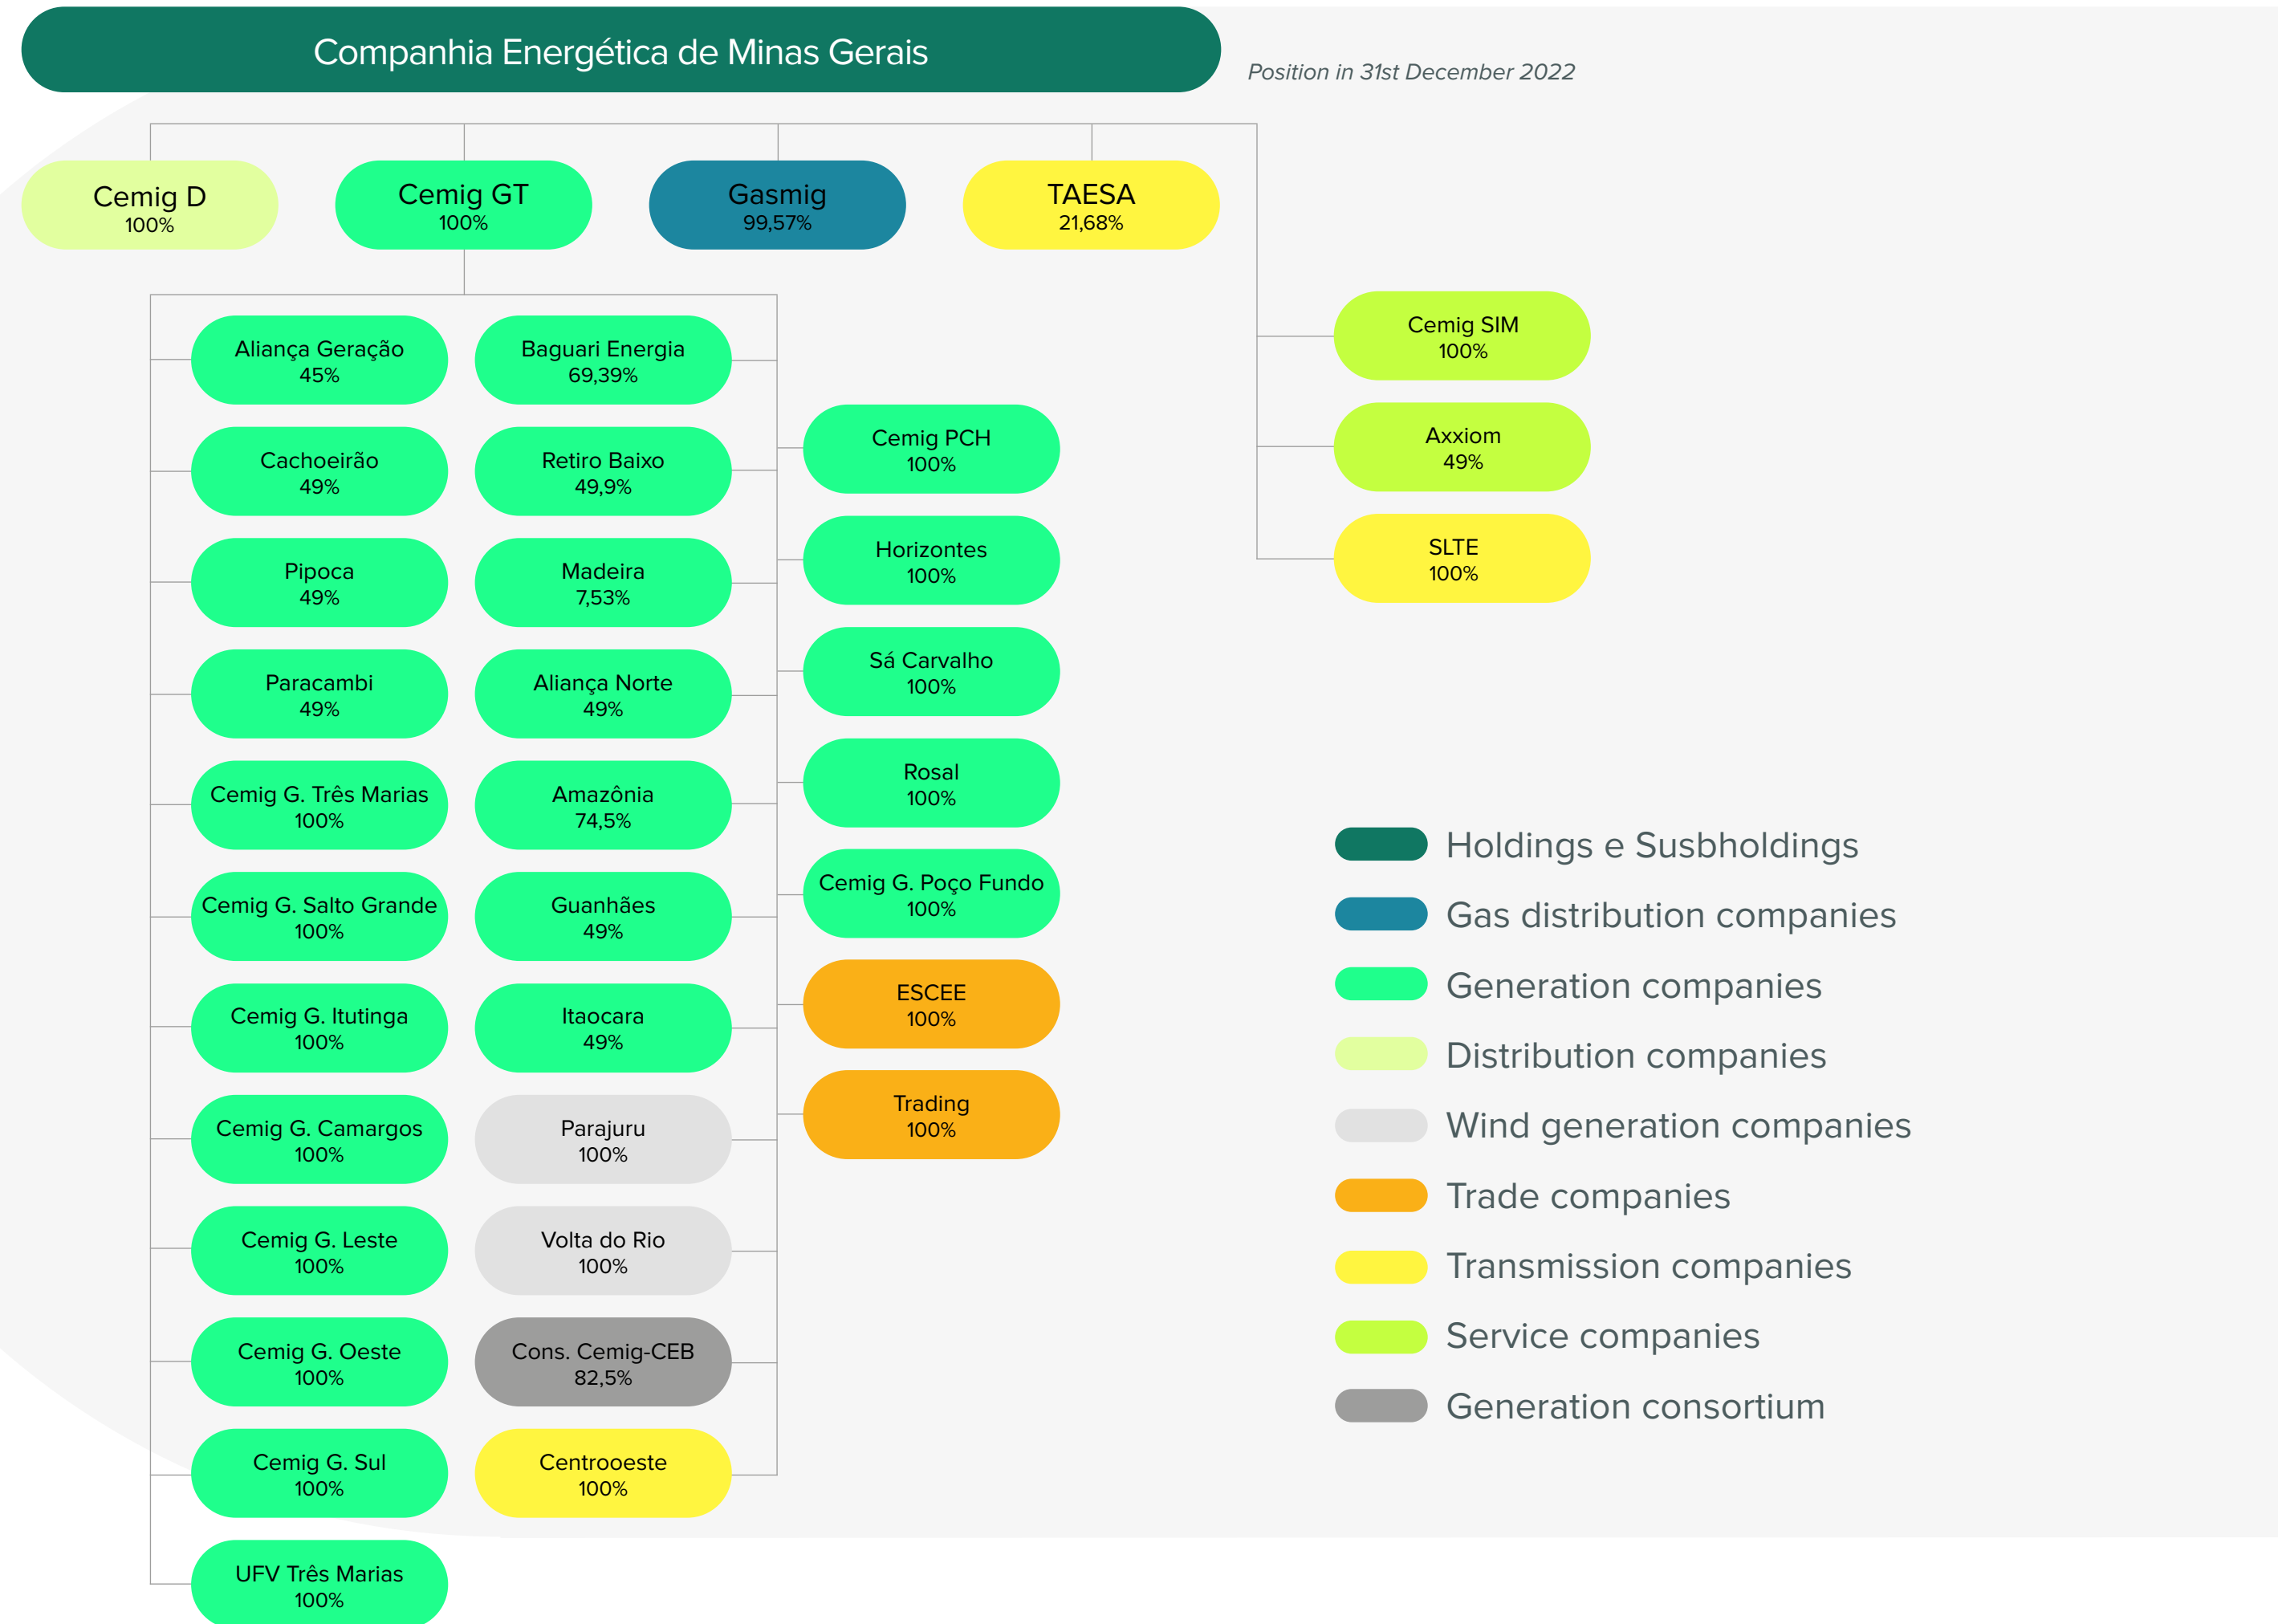 Companhia Energética de Minas Gerais
Position in 31st December 2022
Cemig D
100%
Cemig GT
100%
Gasmig
99,57%
TAESA
21,68%
Aliança Geração
45%
Cachoeirão
49%
Pipoca
49%
Paracambi
49%
Cemig G. Três Marias
100%
Cemig G. Salto Grande
100%
Cemig G. Itutinga
100%
Cemig G. Camargos
100%
Cemig G. Leste
100%
Cemig G. Oeste
100%
Cemig G. Sul
100%
UFV Três Marias
100%
Baguari Energia
69,39%
Retiro Baixo
49,9%
Madeira
7,53%
Aliança Norte
49%
Amazônia
74,5%
Guanhães
49%
Itaocara
49%
Parajuru
100%
Volta do Rio
100%
Cons. Cemig-CEB
82,5%
Centrooeste
100%
Cemig PCH
100%
Horizontes
100%
Sá Carvalho
100%
Rosal
100%
Cemig G. Poço Fundo
100%
ESCEE
100%
Trading
100%
Cemig SIM
100%
Axxiom
49%
SLTE
100%
Holdings e Susbholdings
Gas distribution companies
Generation companies
Distribution companies
Wind generation companies
Trade companies
Transmission companies
Service companies
Generation consortium